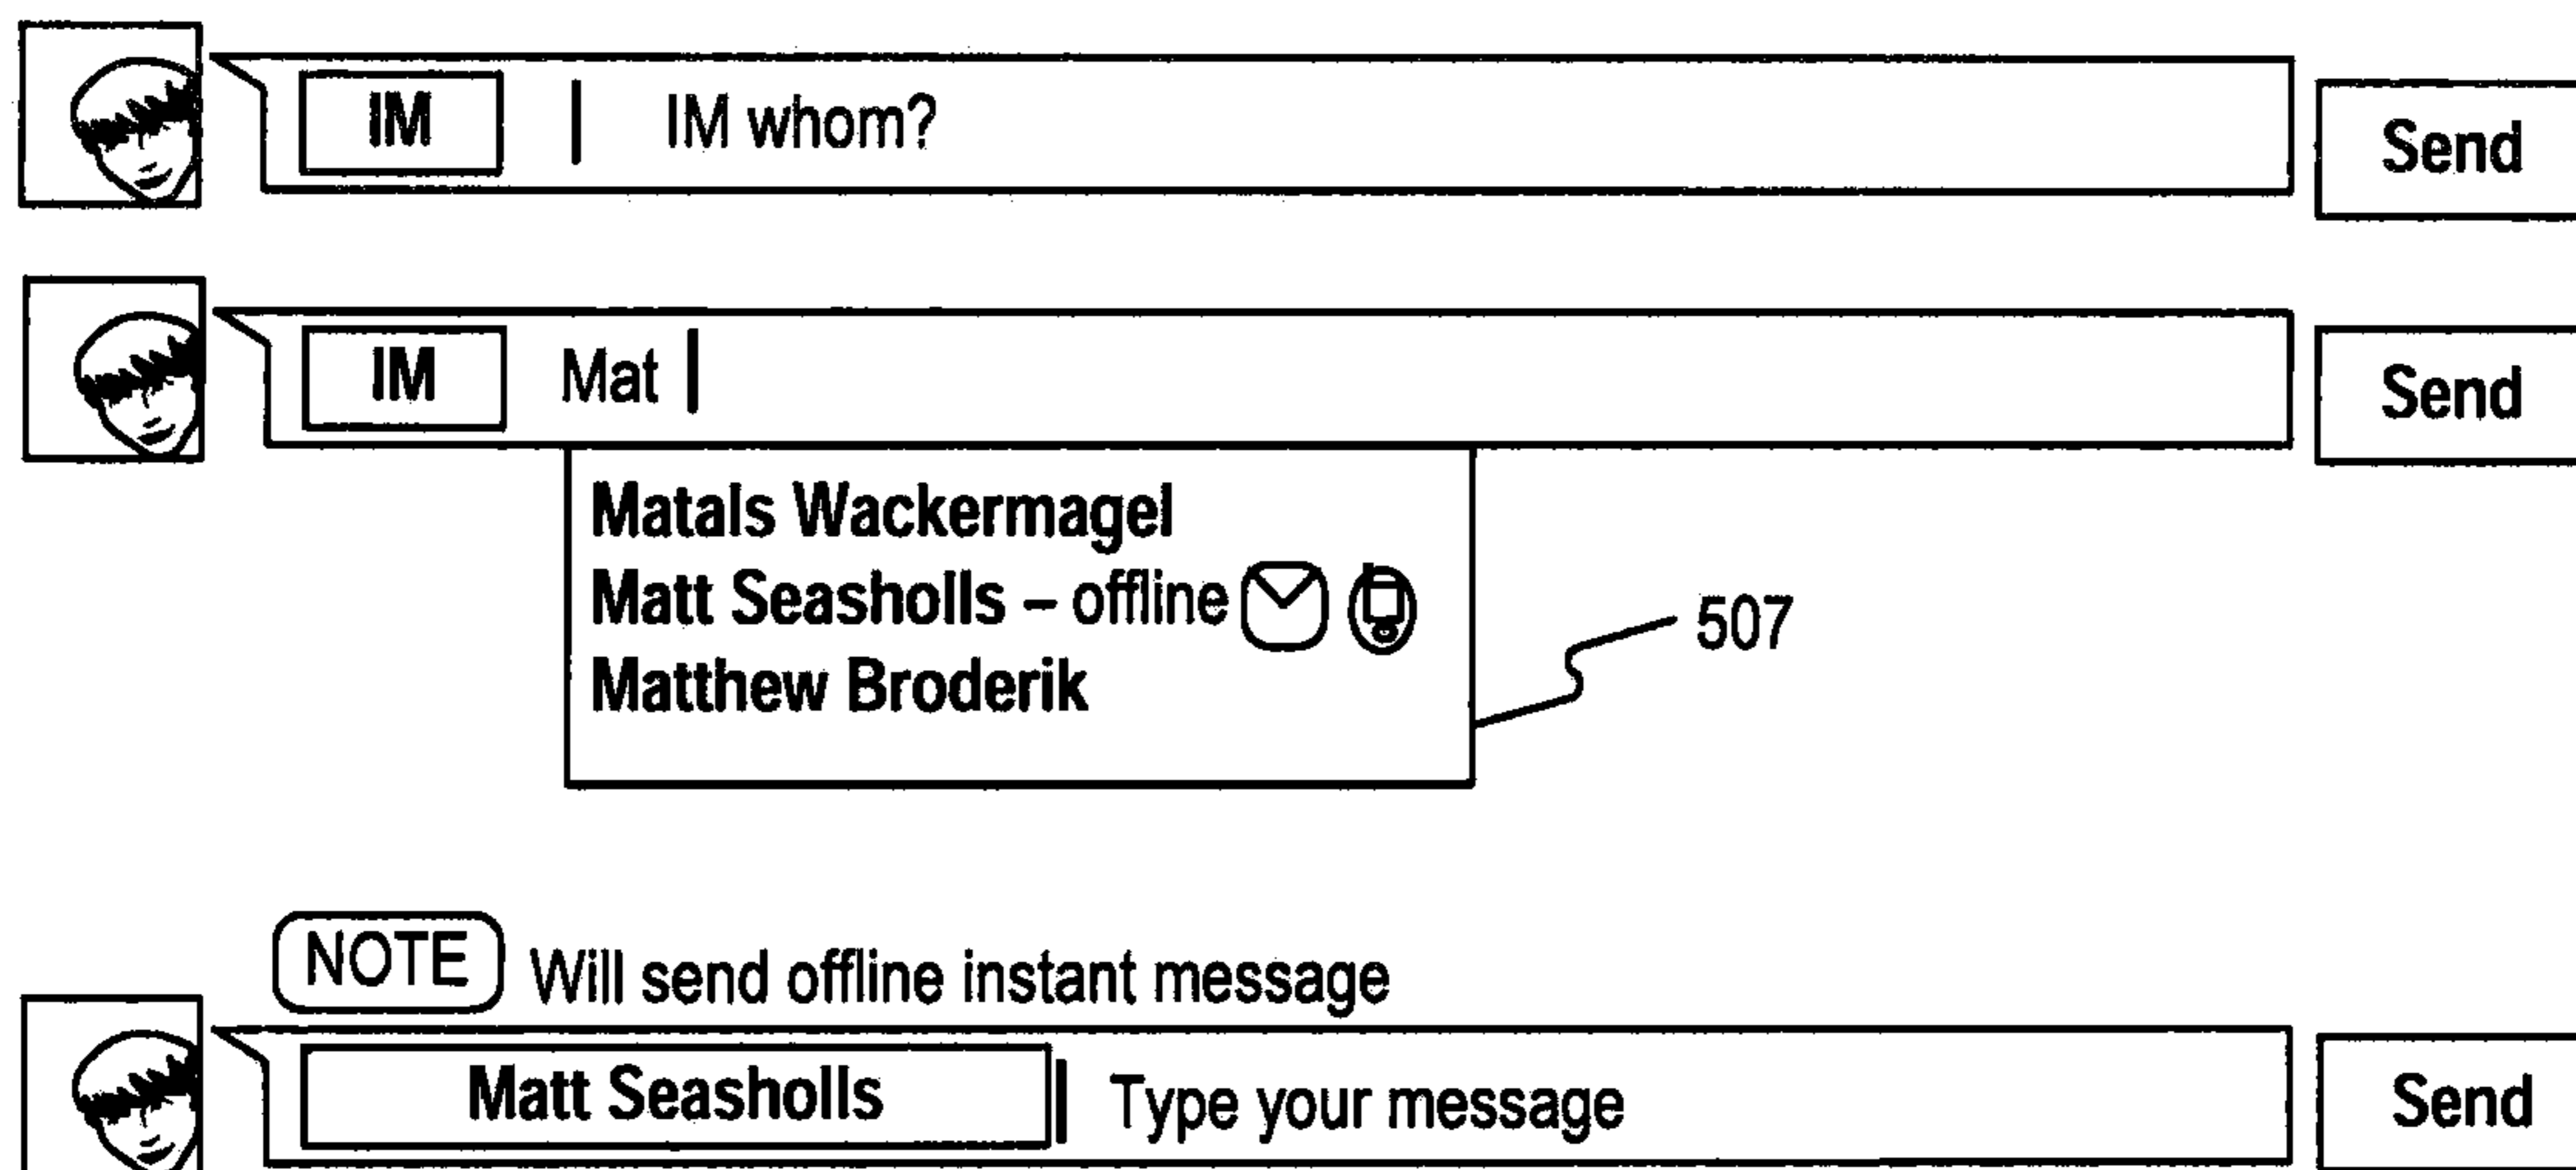 IM | IM whom? Send
IM Mat | Send
Matals Wackermagel
Matt Seasholls – offline
507
Matthew Broderik
NOTE Will send offline instant message
Matt Seasholls | Type your message Send